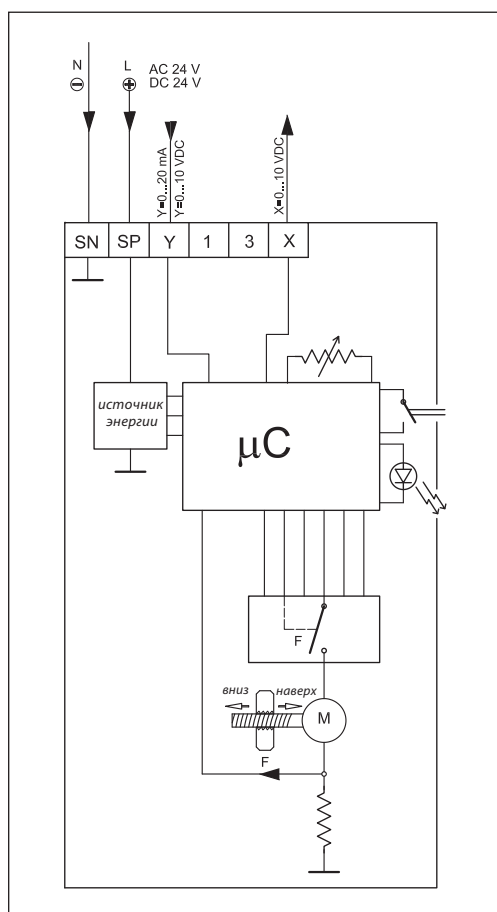 N L AC 24 V
DC 24 V
Y=0...20 mA
Y=0...10 VDC
X=0...10 VDC
SN SP Y 1 3 X
источник
энергии
μC
F
вниз наверх
M
F